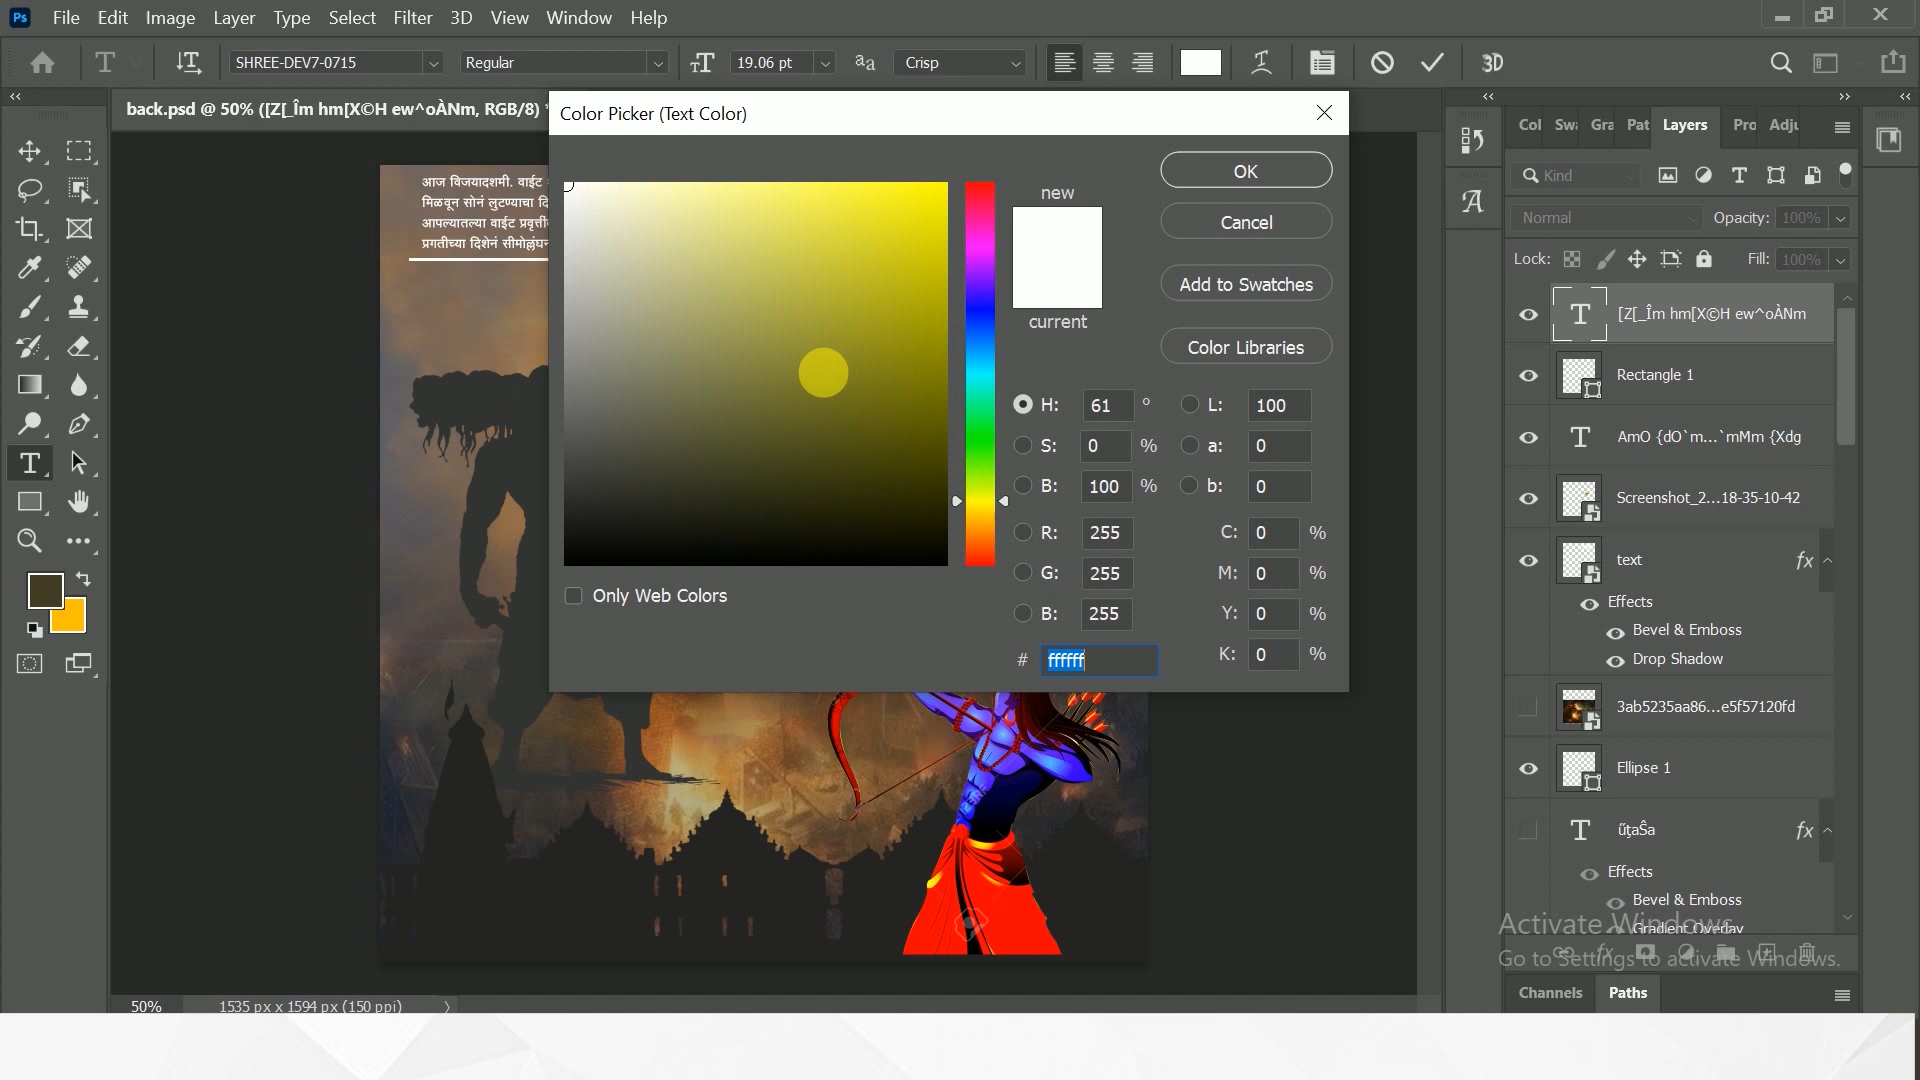 Ps File Edit Image Layer Type Select Filter 3D View Window Help
SHREE-DEV7-0715 Regular 19.06 pt aa Crisp 3D
back.psd @ 50% ([Z[_Îm hm[X©H ew^oÀNm, RGB/8)
Color Picker (Text Color)
आज विजयादशमी. वाईट
मिळवून सोनं लुटण्याचा
आपल्यातल्या वाईट
प्रगतीच्या दिशेनं
new
current
OK
Cancel
Add to Swatches
Color Libraries
H: 61 ° L: 100
S: 0 % a: 0
B: 100 % b: 0
R: 255 C: 0 %
G: 255 M: 0 %
B: 255 Y: 0 %
# ffffff K: 0 %
Only Web Colors
Col Swa Gra Pat Layers Pro Adju
Kind
Normal Opacity: 100%
Lock: Fill: 100%
[Z[_Îm hm[X©H ew^oÀNm
Rectangle 1
AmO {dO`m...`mMm {Xdg
Screenshot_2...18-35-10-42
text fx
Effects
Bevel & Emboss
Drop Shadow
3ab5235aa86...e5f57120fd
Ellipse 1
fx
Effects
Bevel & Emboss
Gradient Overlay
Activate Windows
Go to Settings to activate Windows.
Channels Paths
50% 1535 px x 1594 px (150 ppi)